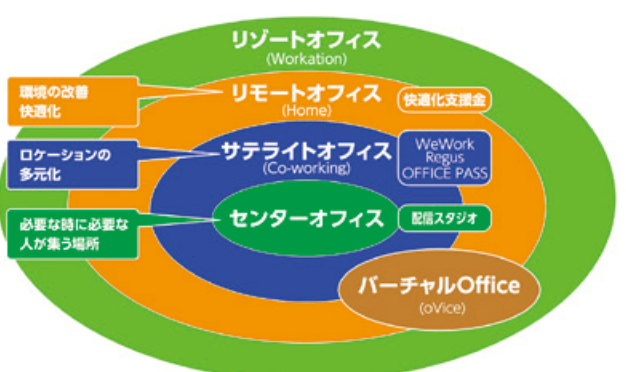 リゾートオフィス
(Workation)
環境の改善
快適化
リモートオフィス
(Home)
快適化支援金
ロケーションの
多元化
サテライトオフィス
(Co-working)
WeWork
Regus
OFFICE PASS
必要な時に必要な
人が集う場所
センターオフィス
配信スタジオ
バーチャルOffice
(oVice)